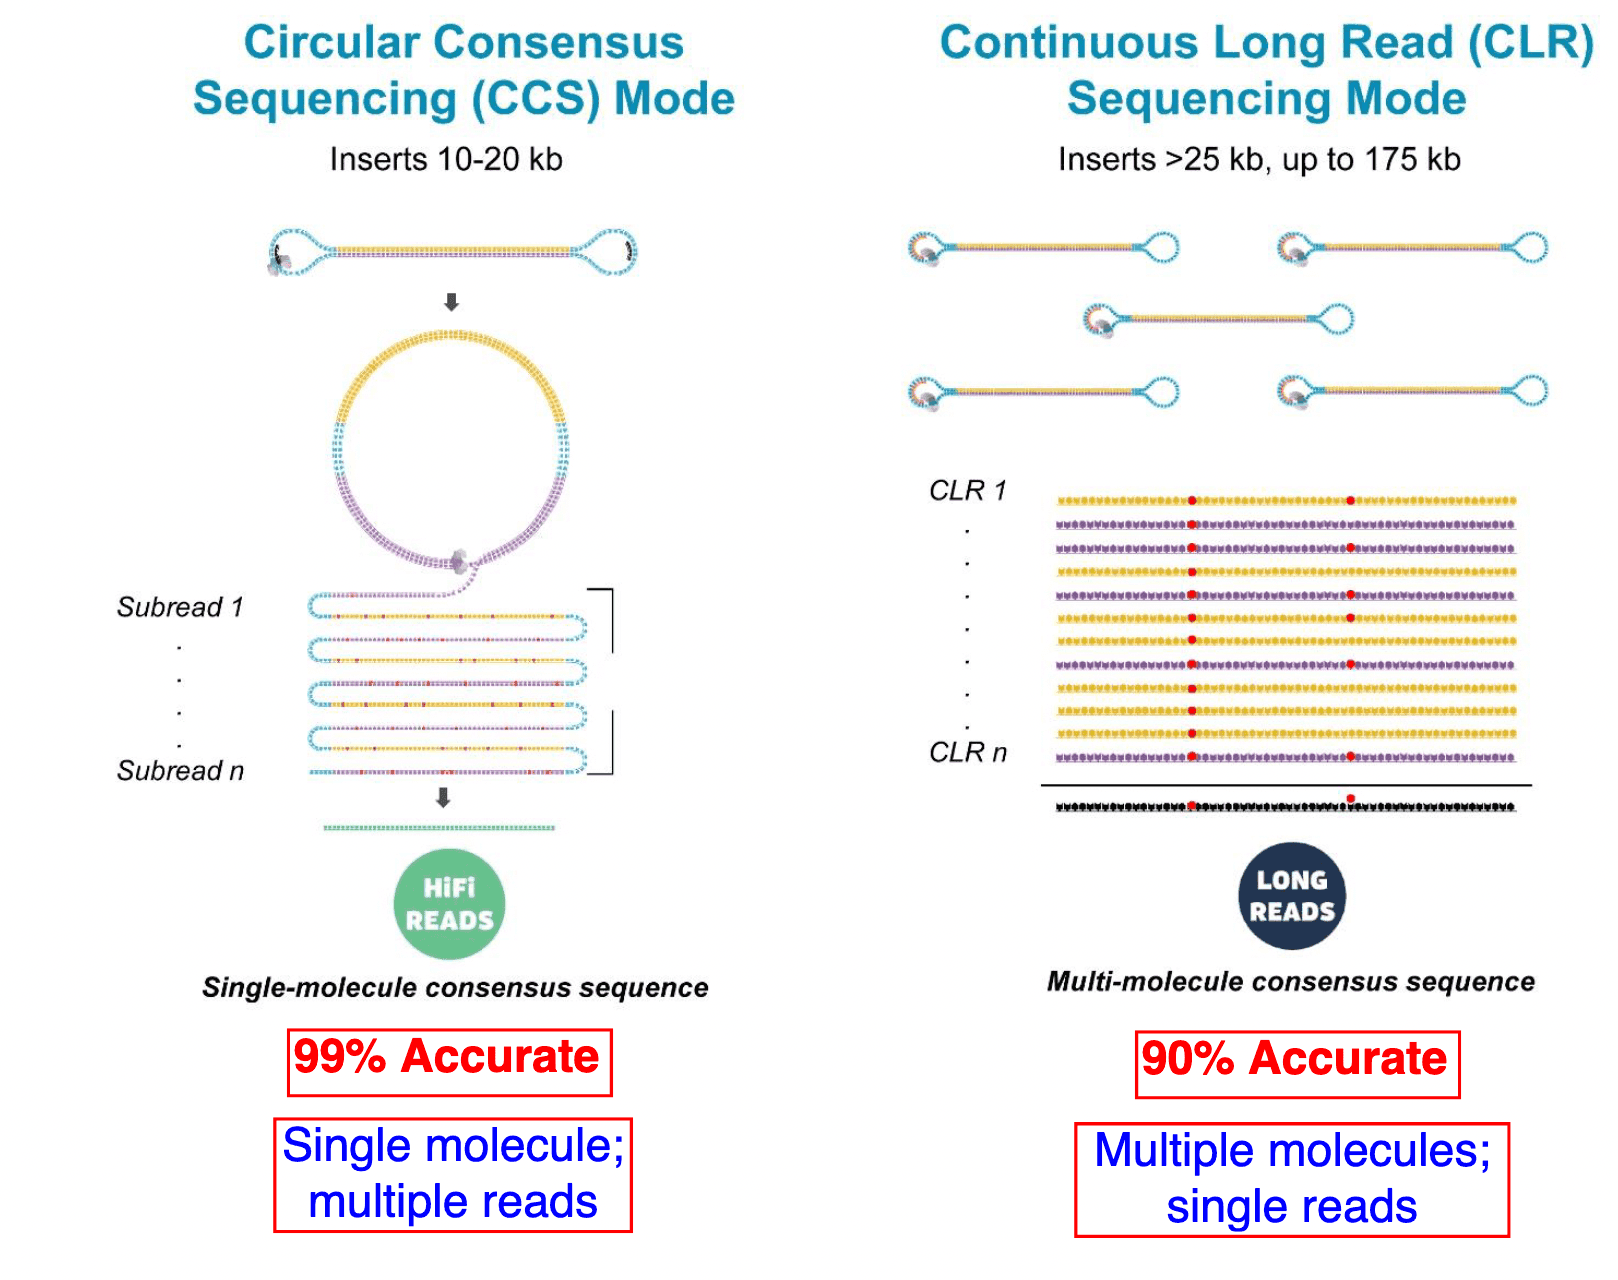 Circular Consensus
Sequencing (CCS) Mode
Inserts 10-20 kb
Subread 1
.
.
.
.
Subread n
HiFi
READS
Single-molecule consensus sequence
99% Accurate
Single molecule;
multiple reads
Continuous Long Read (CLR)
Sequencing Mode
Inserts >25 kb, up to 175 kb
CLR 1
.
.
.
.
.
.
.
CLR n
LONG
READS
Multi-molecule consensus sequence
90% Accurate
Multiple molecules;
single reads